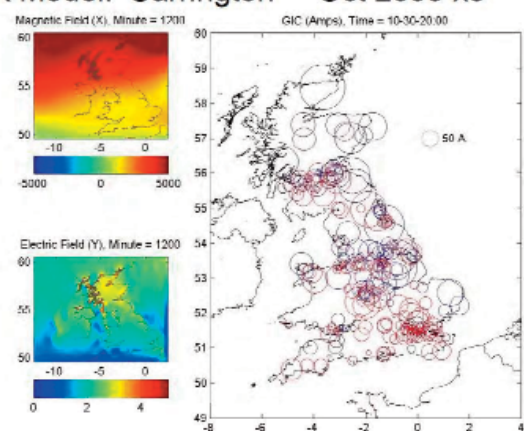 Carrington
Oct 2003
Magnetic Field (X), Minute = 1200
60
55
50
-10 -5 0
-5000 0 5000
Electric Field (Y), Minute = 1200
60
55
50
-10 -5 0
0 2 4
GIC (Amps), Time = 10-30-20:00
60
59
58
57
56
55
54
53
52
51
50
49
-8 -6 -4 -2 0 2 4
50 A